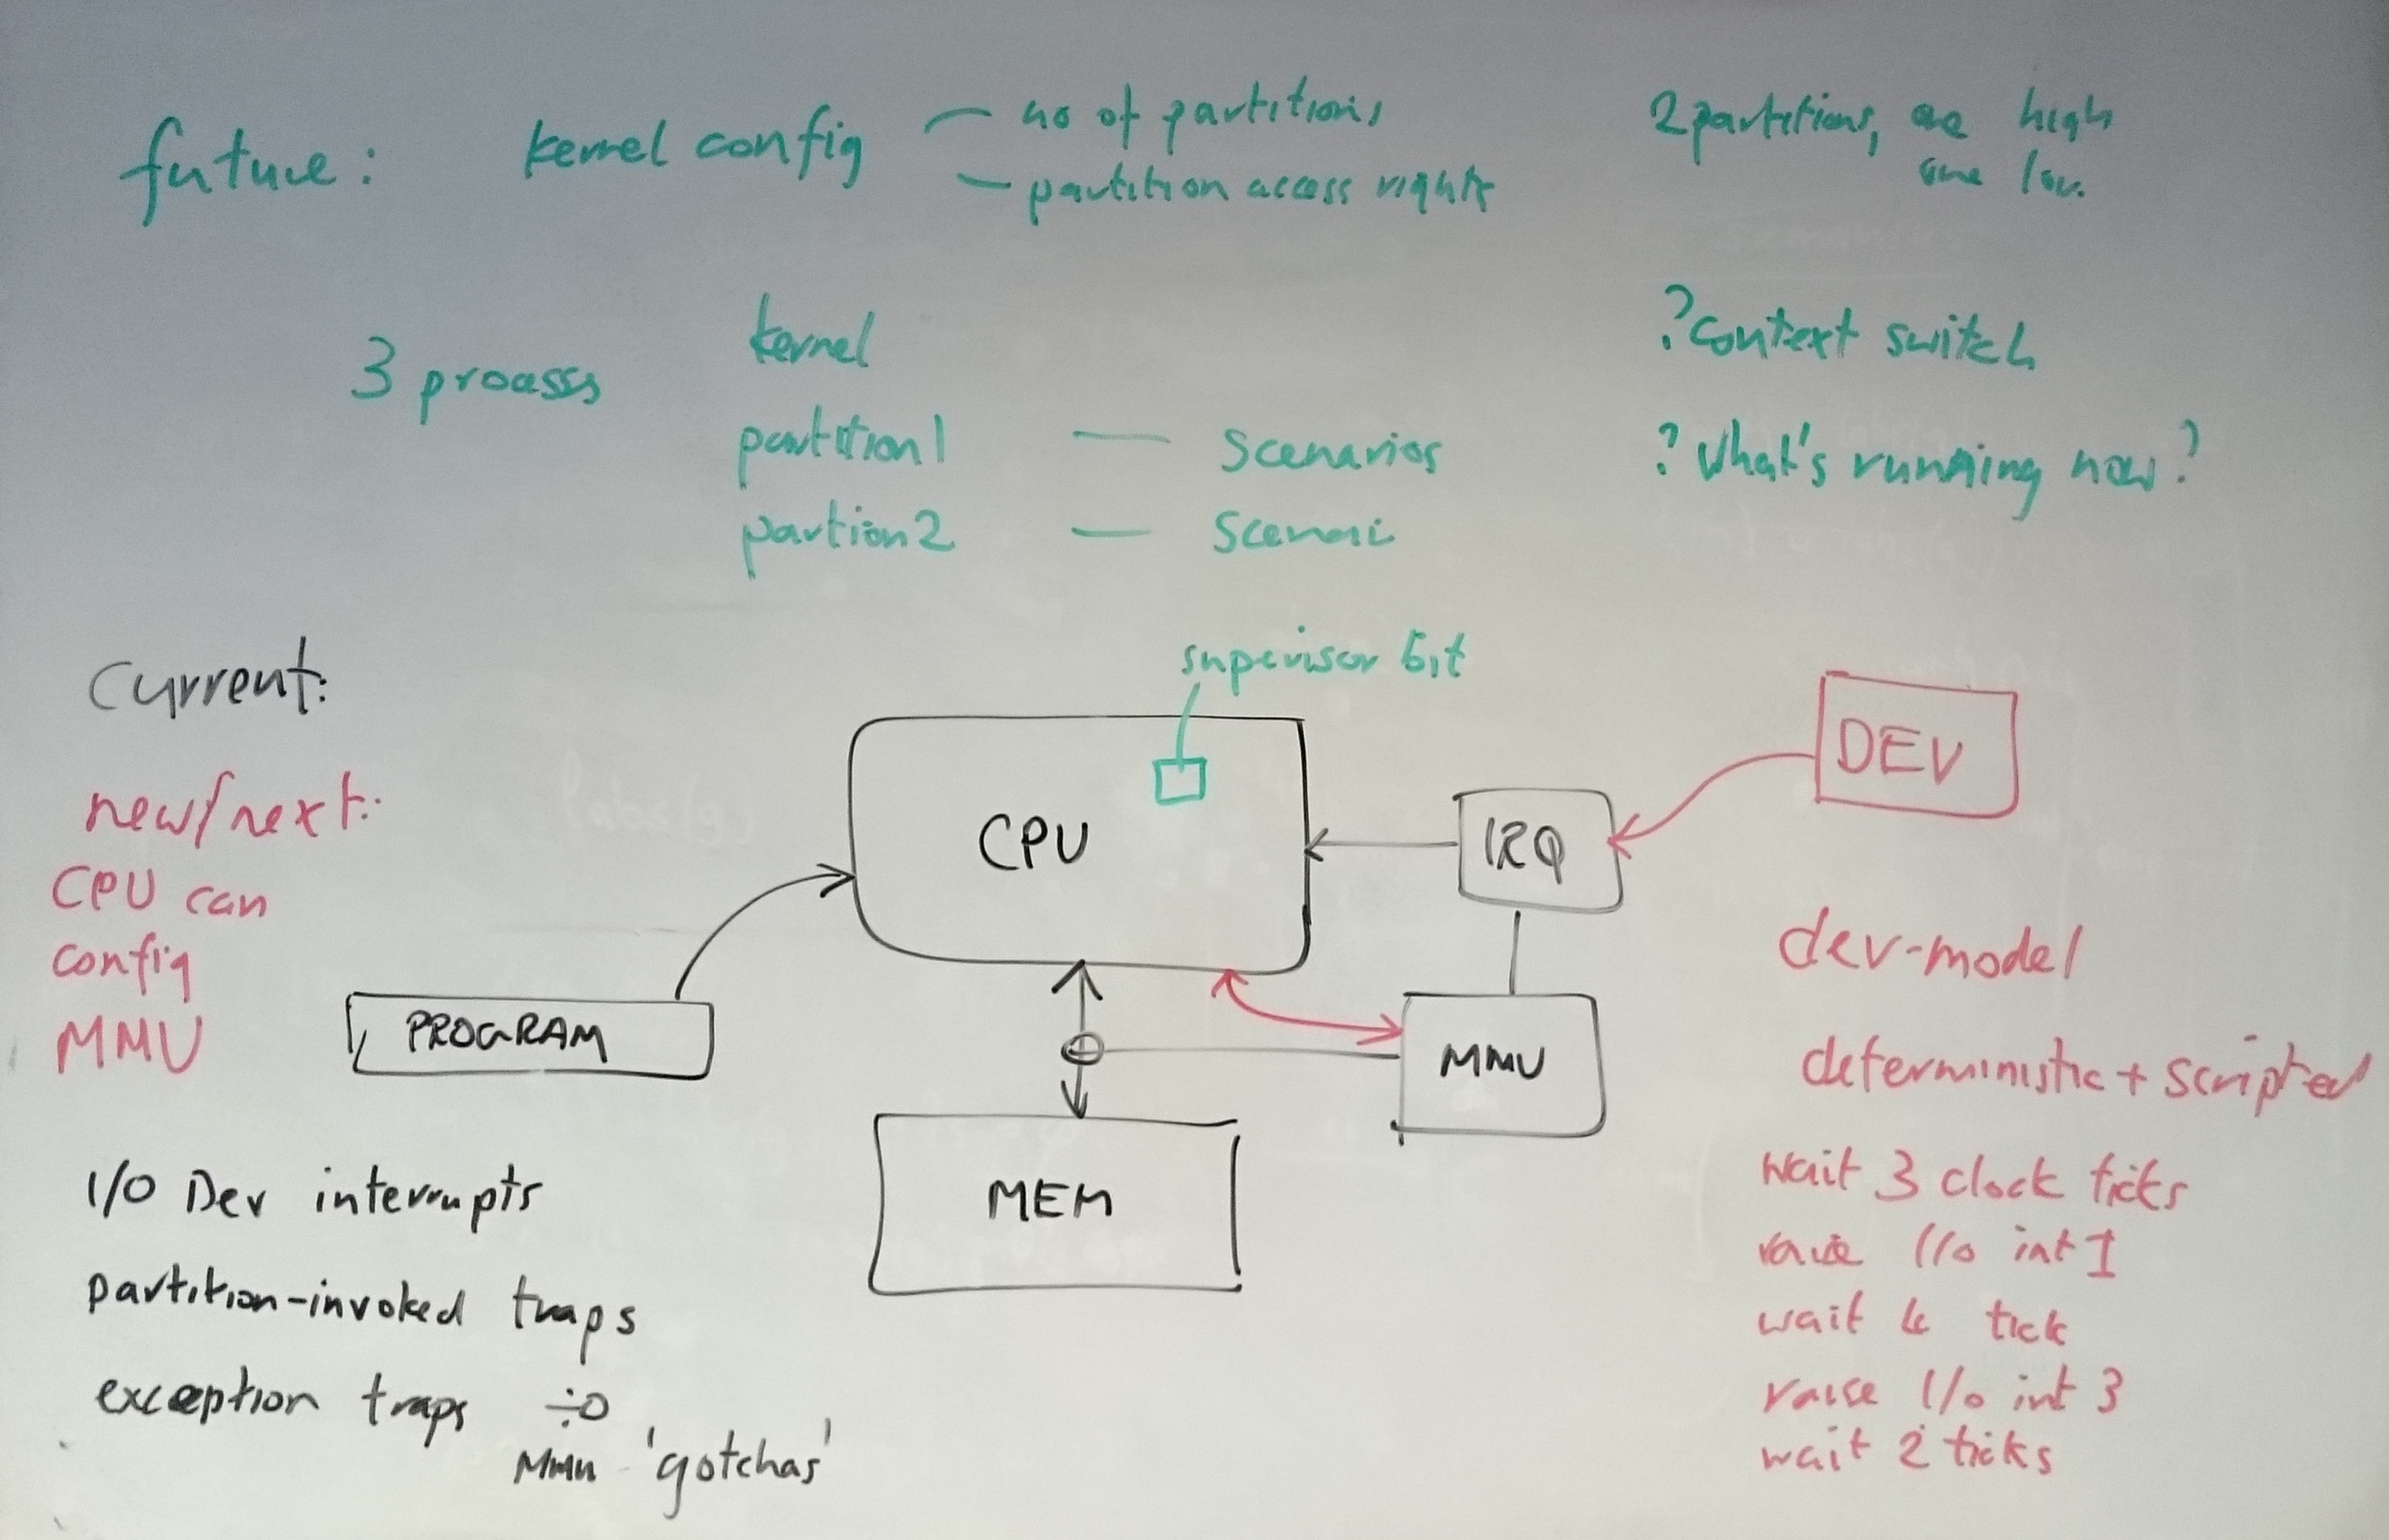 future: kernel config — no of partitions
— partition access rights
2 partitions, one high
one low.
3 processes
kernel
partition1 — Scenarios
partion2 — Scenari
?Context switch
?What's running now?
supervisor bit
Current:
new/next:
CPU can
config
MMU
PROGRAM
CPU
IRQ
DEV
MMU
MEM
I/O Dev interrupts
partition-invoked traps
exception traps ÷0
MMU 'gotchas'
dev-model
deterministic + scripted
wait 3 clock ticks
raise I/o int 1
wait 4 tick
raise I/o int 3
wait 2 ticks